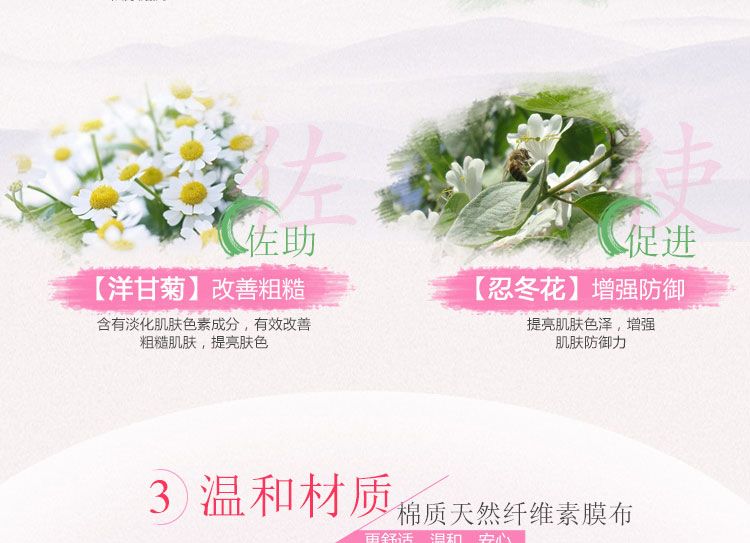 佐
佐助
【洋甘菊】改善粗糙
含有淡化肌肤色素成分，有效改善
粗糙肌肤，提亮肤色
使
促进
【忍冬花】增强防御
提亮肌肤色泽，增强
肌肤防御力
3 温和材质
棉质天然纤维素膜布
更舒适 温和 安心